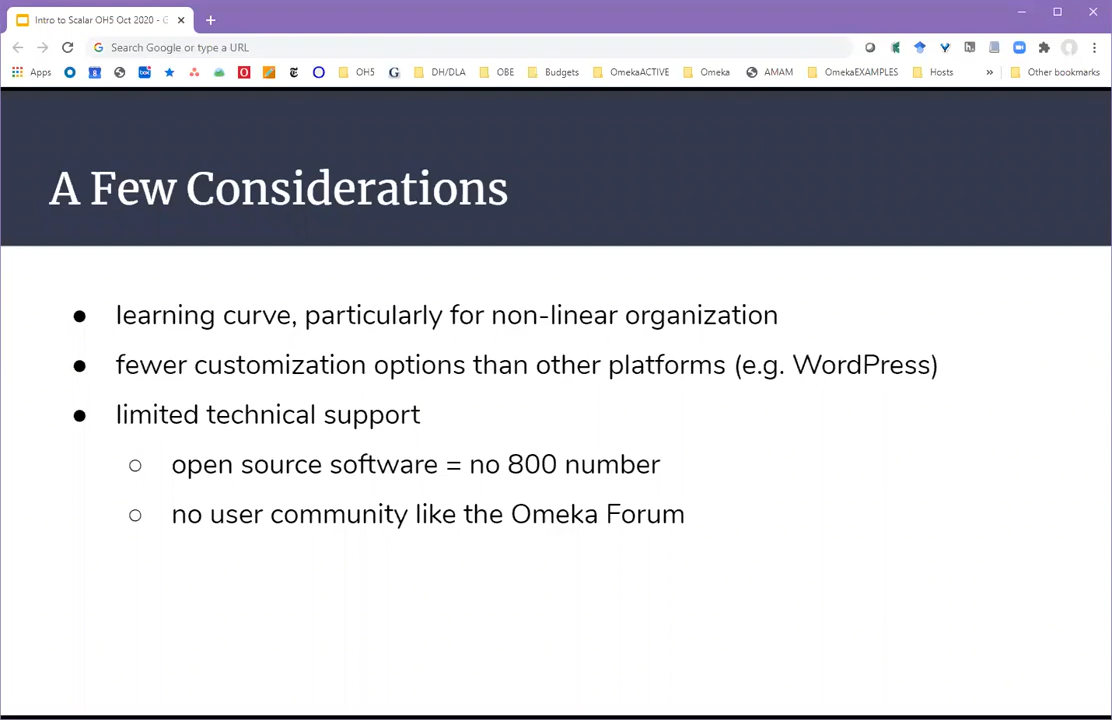 Intro to Scalar OH5 Oct 2020 - G
Search Google or type a URL
Apps OH5 DH/DLA OBE Budgets OmekaACTIVE Omeka AMAM OmekaEXAMPLES Hosts » Other bookmarks
A Few Considerations
● learning curve, particularly for non-linear organization
● fewer customization options than other platforms (e.g. WordPress)
● limited technical support
○ open source software = no 800 number
○ no user community like the Omeka Forum